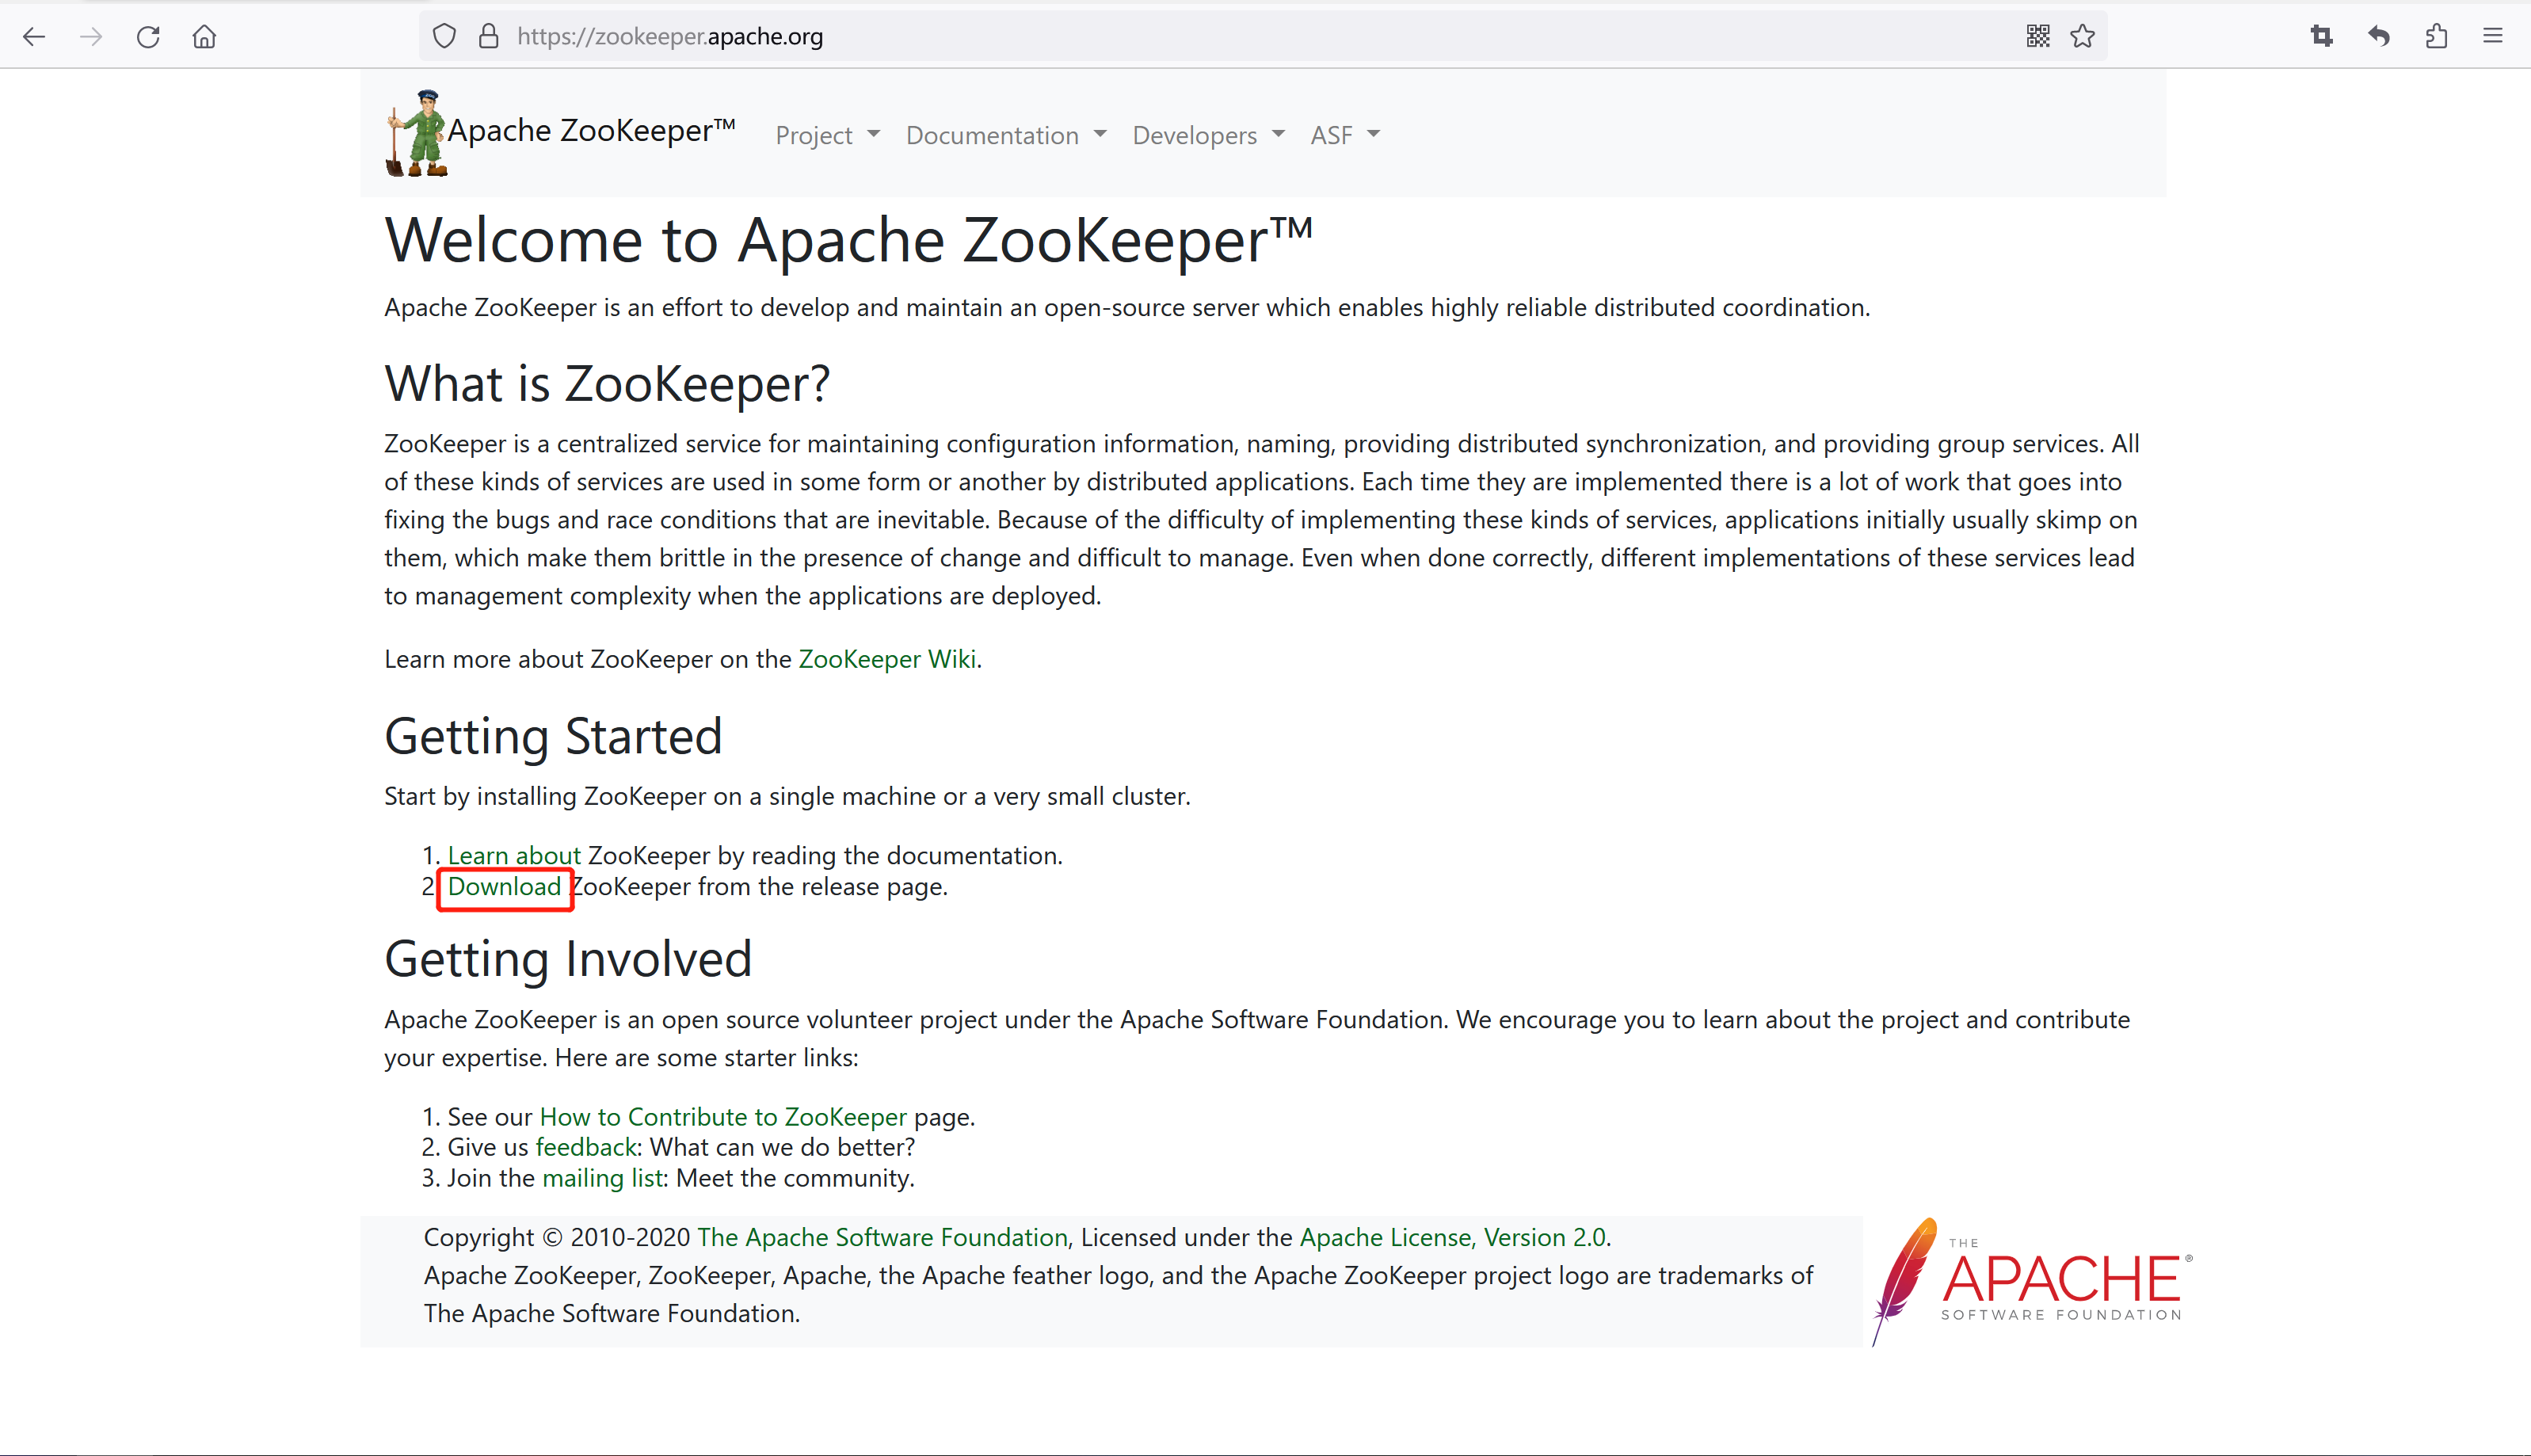 https://zookeeper.apache.org
Apache ZooKeeper™ Project Documentation Developers ASF
Welcome to Apache ZooKeeper™
Apache ZooKeeper is an effort to develop and maintain an open-source server which enables highly reliable distributed coordination.
What is ZooKeeper?
ZooKeeper is a centralized service for maintaining configuration information, naming, providing distributed synchronization, and providing group services. All
of these kinds of services are used in some form or another by distributed applications. Each time they are implemented there is a lot of work that goes into
fixing the bugs and race conditions that are inevitable. Because of the difficulty of implementing these kinds of services, applications initially usually skimp on
them, which make them brittle in the presence of change and difficult to manage. Even when done correctly, different implementations of these services lead
to management complexity when the applications are deployed.
Learn more about ZooKeeper on the ZooKeeper Wiki.
Getting Started
Start by installing ZooKeeper on a single machine or a very small cluster.
1. Learn about ZooKeeper by reading the documentation.
2 Download ZooKeeper from the release page.
Getting Involved
Apache ZooKeeper is an open source volunteer project under the Apache Software Foundation. We encourage you to learn about the project and contribute
your expertise. Here are some starter links:
1. See our How to Contribute to ZooKeeper page.
2. Give us feedback: What can we do better?
3. Join the mailing list: Meet the community.
Copyright © 2010-2020 The Apache Software Foundation, Licensed under the Apache License, Version 2.0.
Apache ZooKeeper, ZooKeeper, Apache, the Apache feather logo, and the Apache ZooKeeper project logo are trademarks of
The Apache Software Foundation.
THE
APACHE®
SOFTWARE FOUNDATION